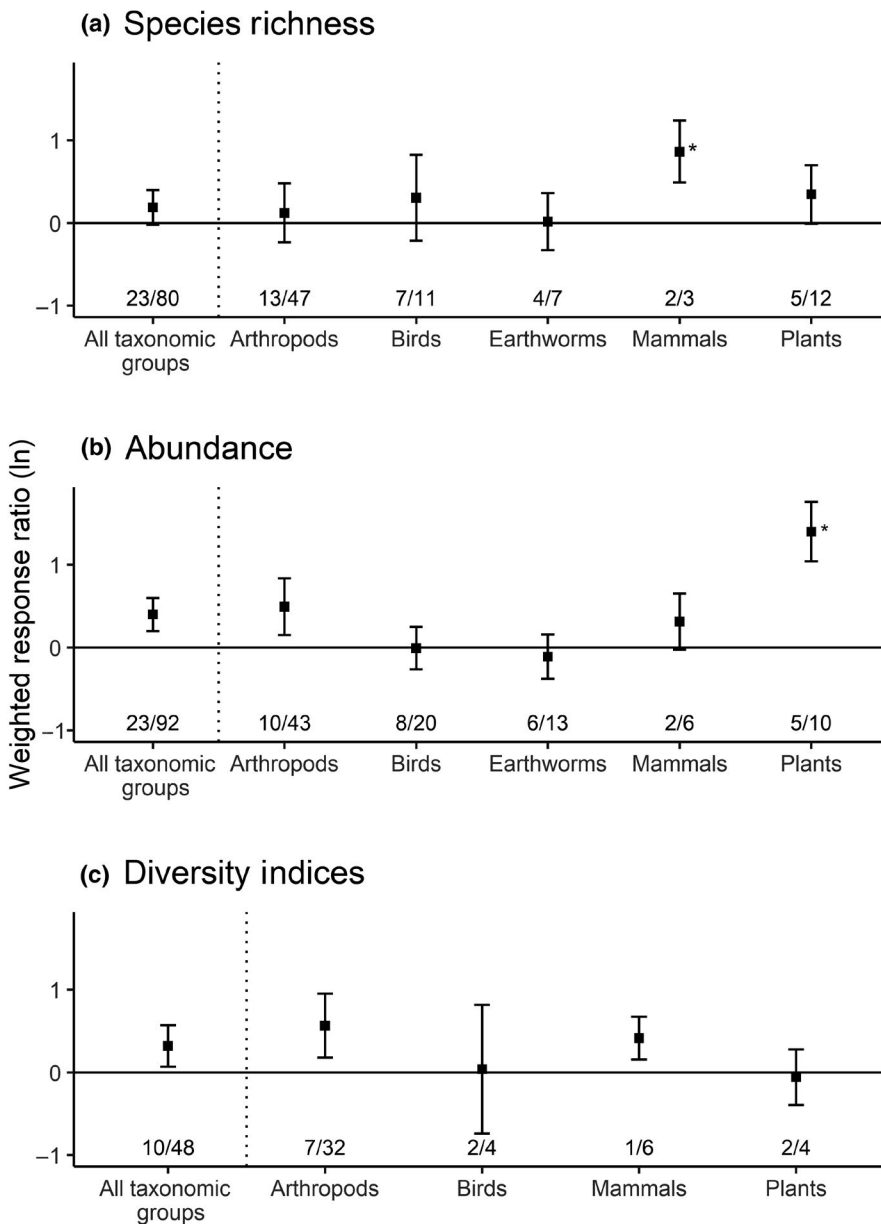 (a) Species richness
1
0
–1
23/80 13/47 7/11 4/7 2/3 * 5/12
All taxonomic groups Arthropods Birds Earthworms Mammals Plants
Weighted response ratio (ln)
(b) Abundance
1
0
–1
23/92 10/43 8/20 6/13 2/6 5/10 *
All taxonomic groups Arthropods Birds Earthworms Mammals Plants
(c) Diversity indices
1
0
–1
10/48 7/32 2/4 1/6 2/4
All taxonomic groups Arthropods Birds Mammals Plants